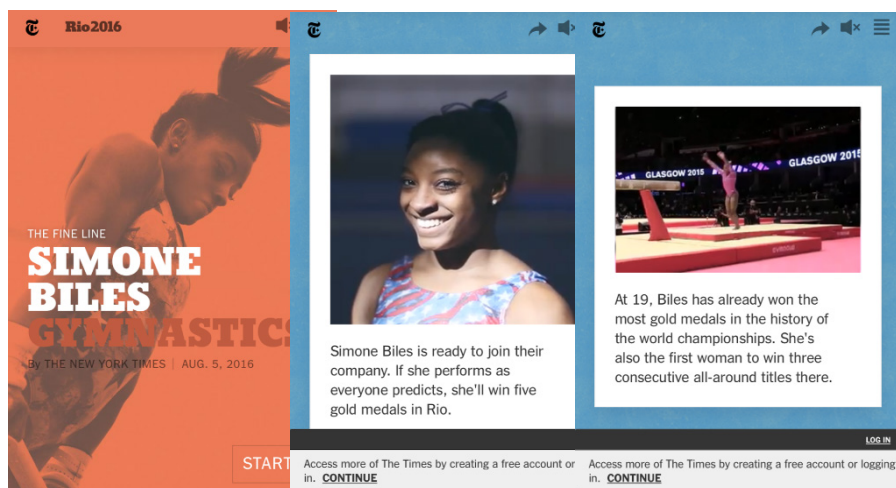 T
Rio2016
THE FINE LINE
SIMONE
BILES
GYMNASTICS
By THE NEW YORK TIMES | AUG. 5, 2016
START
T
Simone Biles is ready to join their
company. If she performs as
everyone predicts, she'll win five
gold medals in Rio.
Access more of The Times by creating a free account or
in. CONTINUE
T
GLASGOW 2015
GLASGOW 2015
At 19, Biles has already won the
most gold medals in the history of
the world championships. She's
also the first woman to win three
consecutive all-around titles there.
LOG IN
Access more of The Times by creating a free account or logging
in. CONTINUE